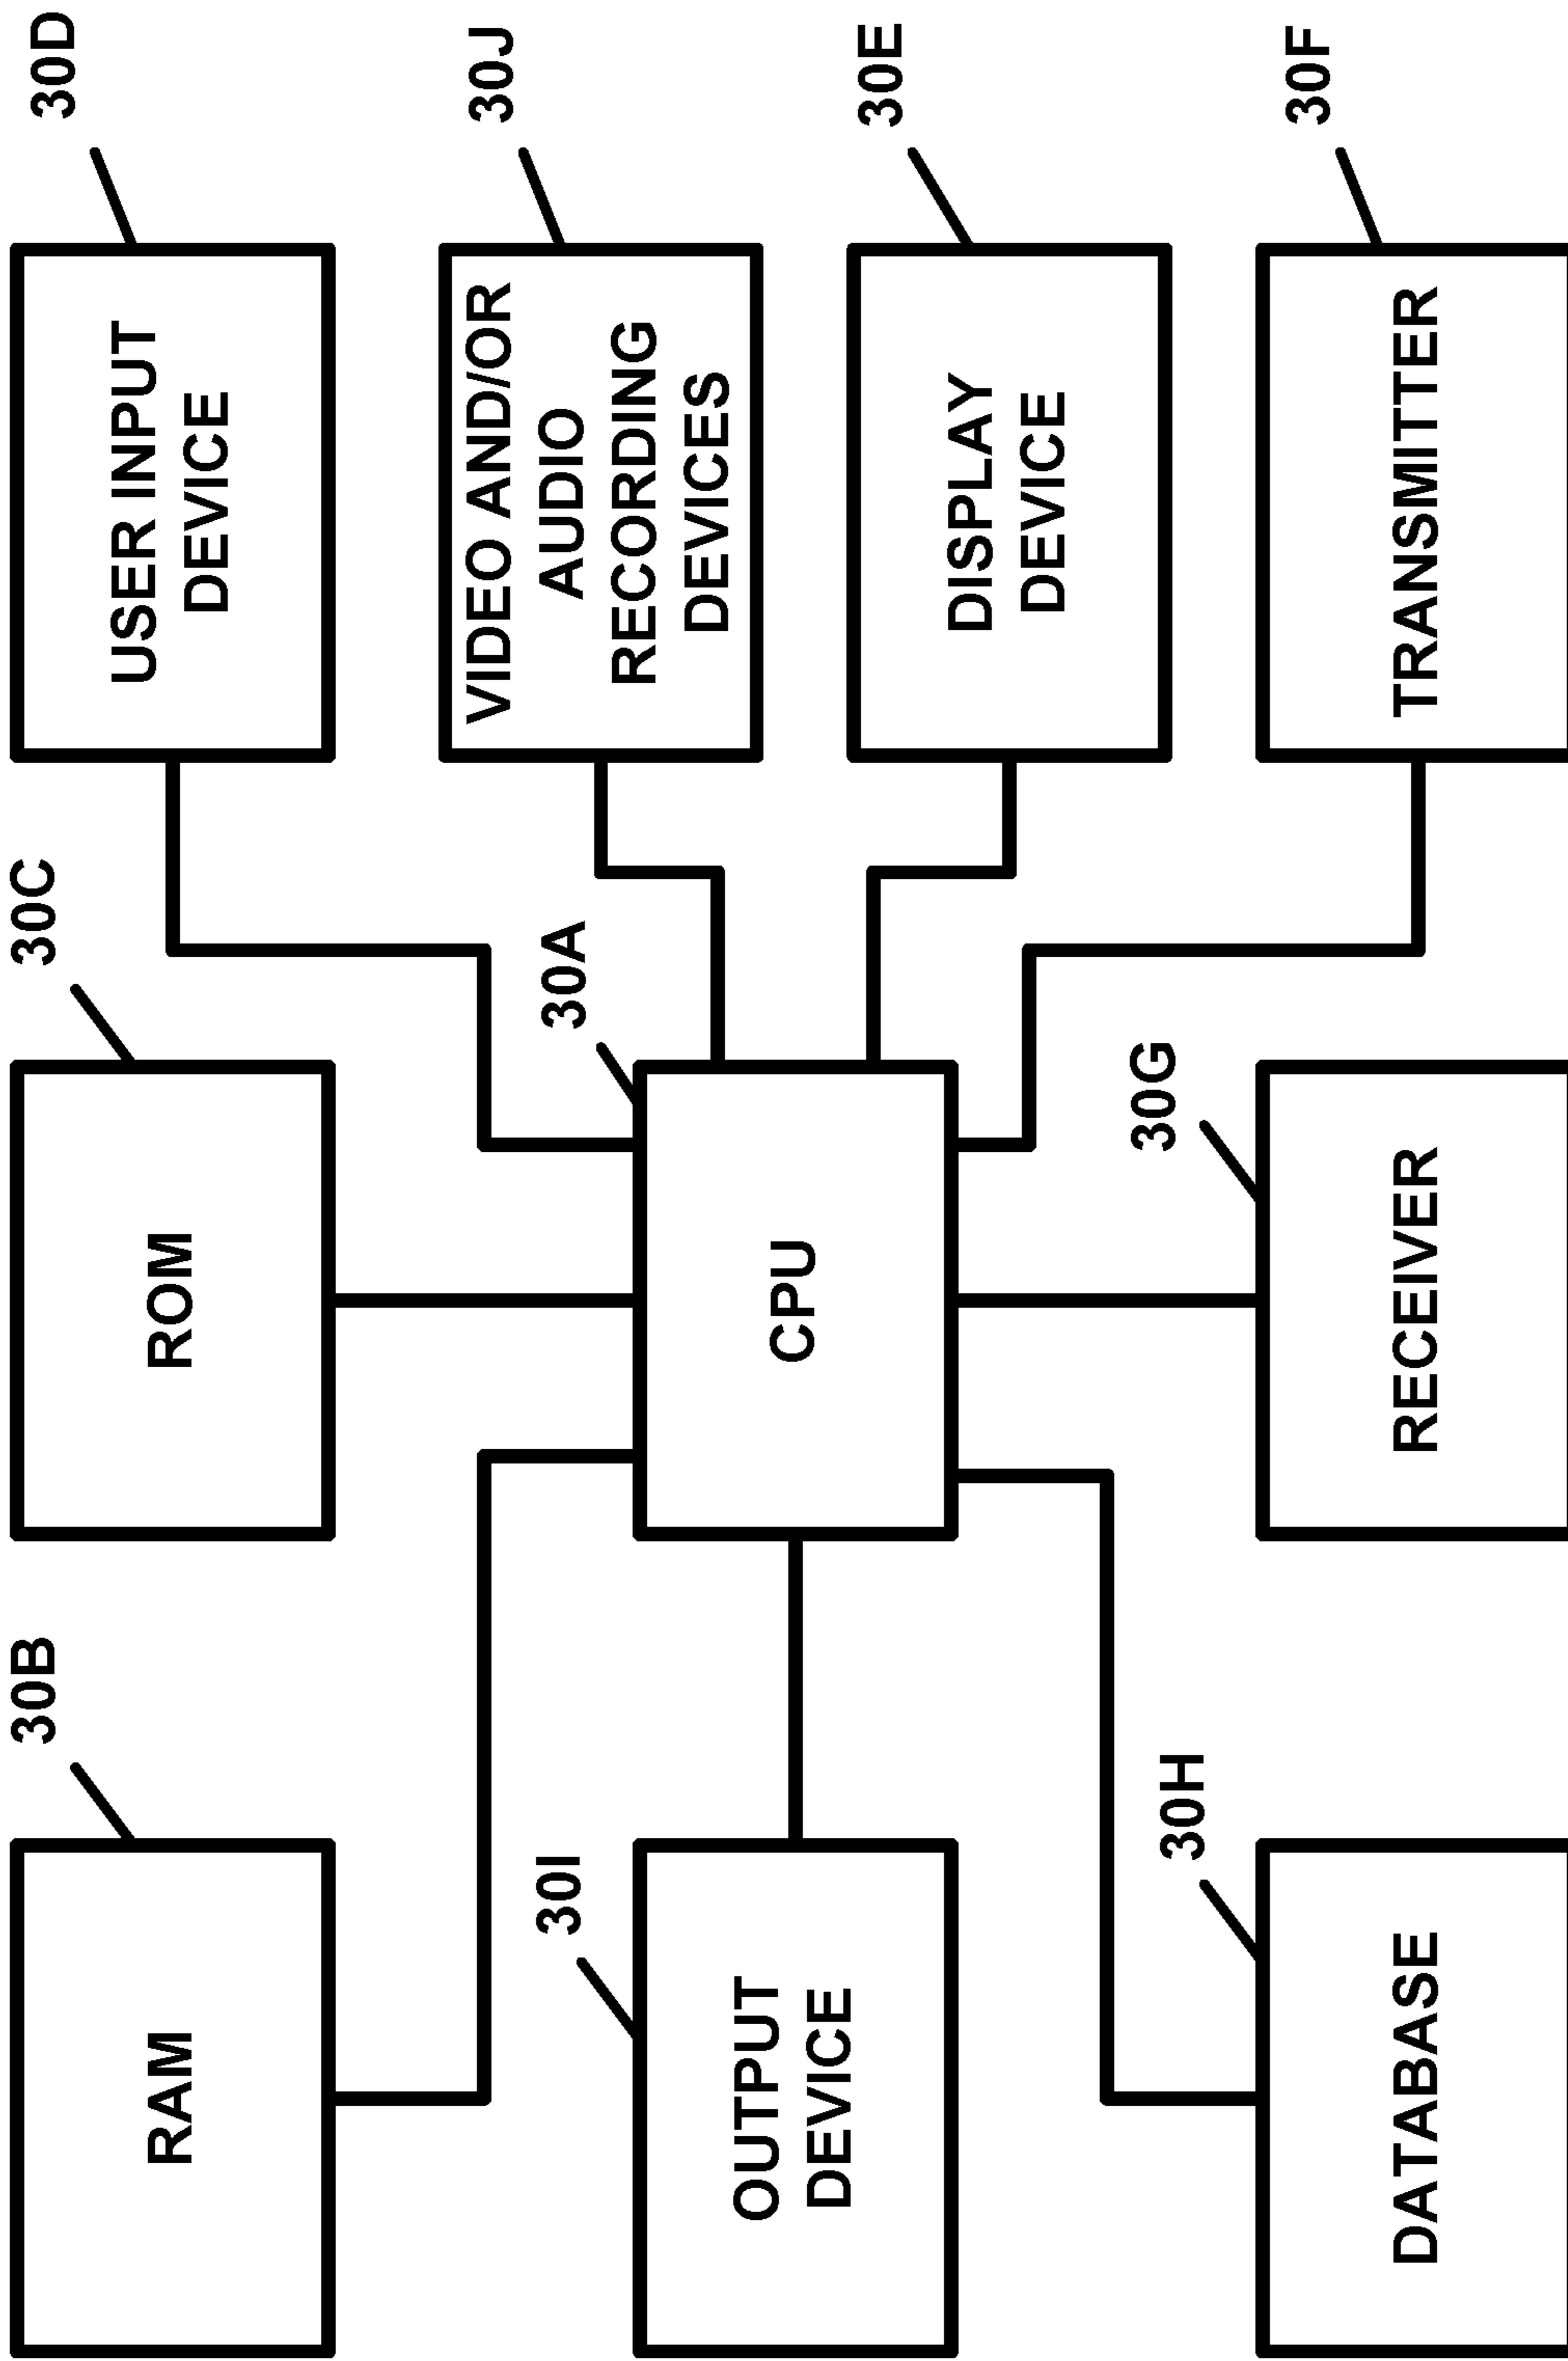 30B
RAM
30C
ROM
30D
USER INPUT
DEVICE
30I
OUTPUT
DEVICE
30A
CPU
30J
VIDEO AND/OR
AUDIO
RECORDING
DEVICES
30E
DISPLAY
DEVICE
30H
DATABASE
30G
RECEIVER
30F
TRANSMITTER